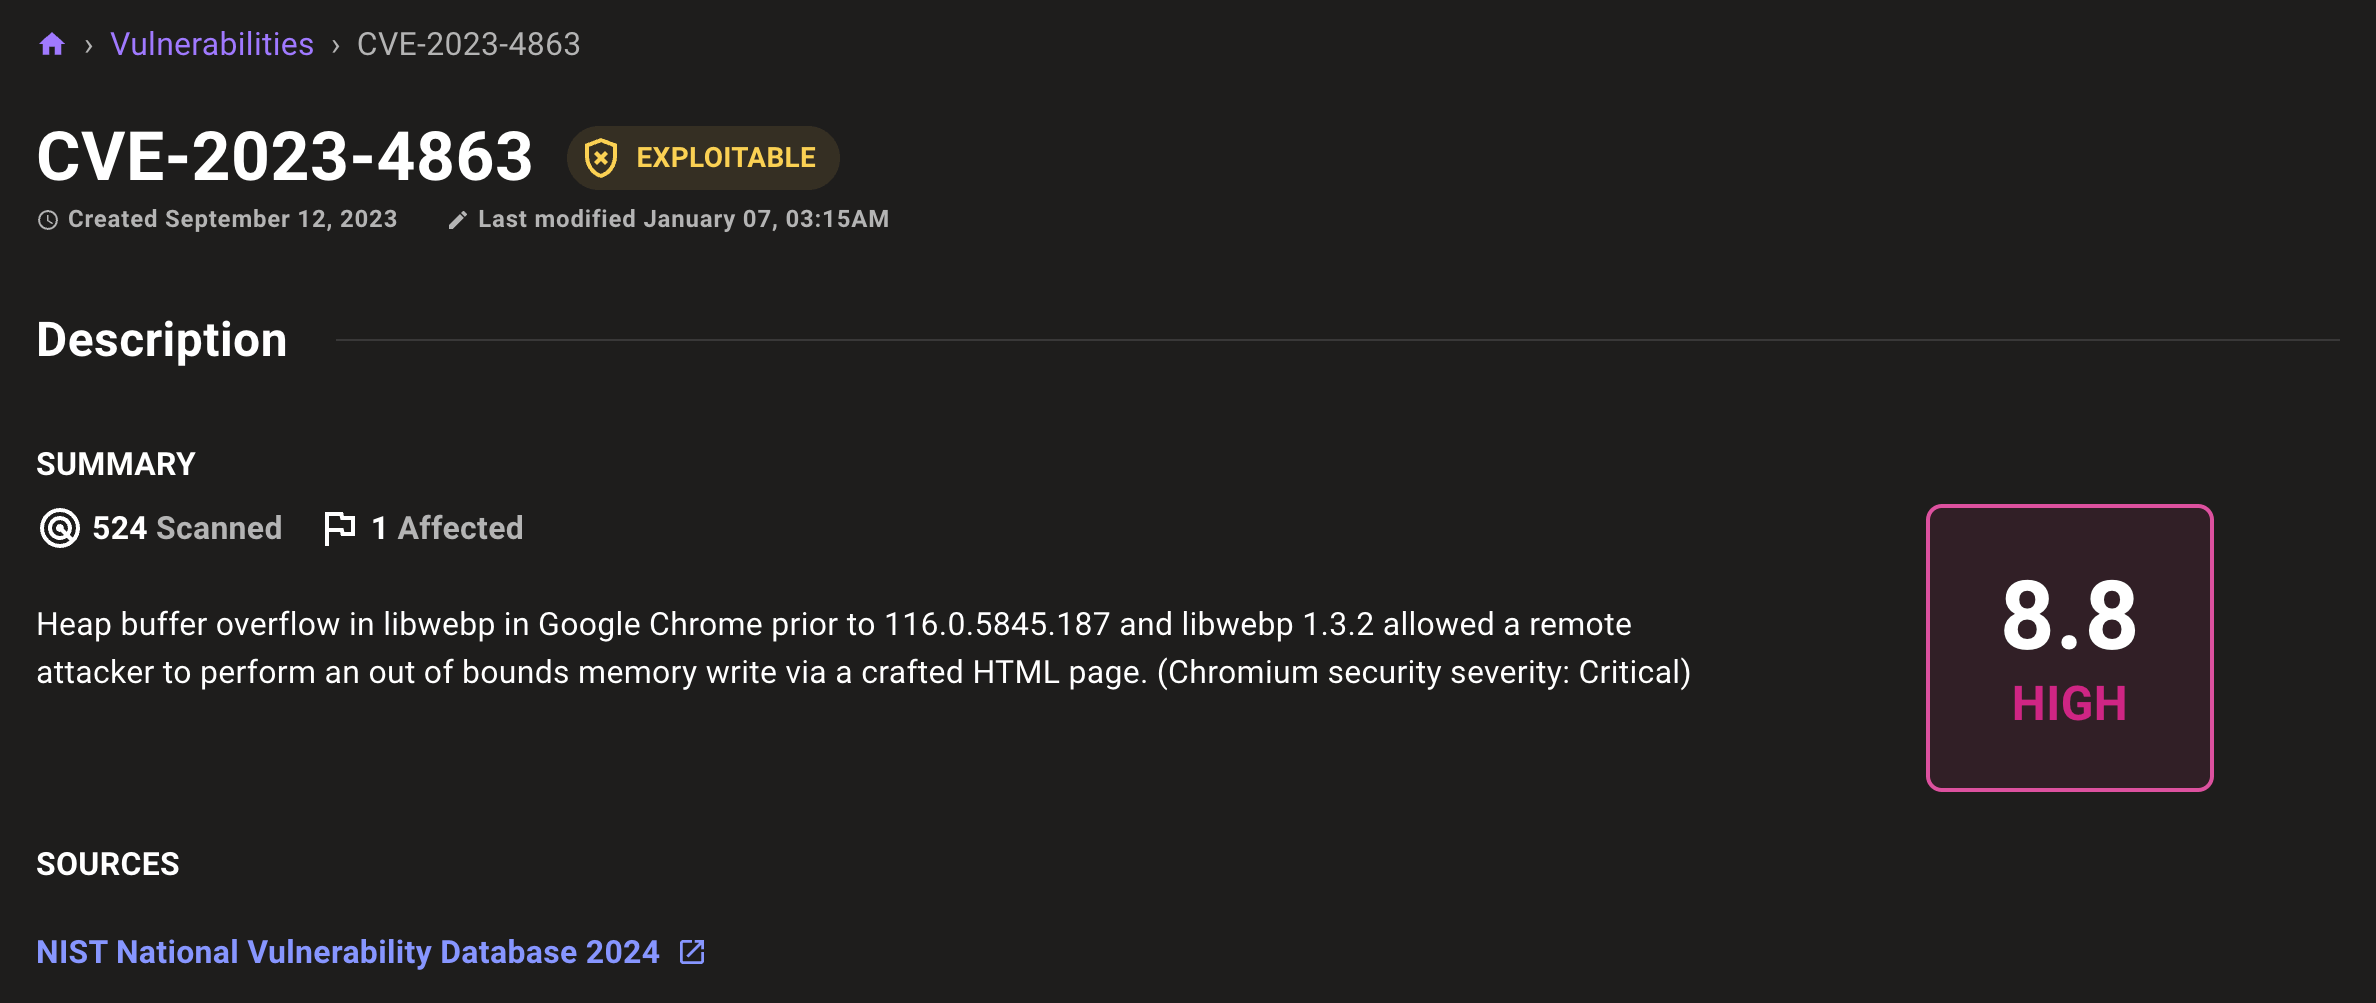 › Vulnerabilities › CVE-2023-4863
CVE-2023-4863 EXPLOITABLE
Created September 12, 2023 Last modified January 07, 03:15AM
Description
SUMMARY
524 Scanned 1 Affected
Heap buffer overflow in libwebp in Google Chrome prior to 116.0.5845.187 and libwebp 1.3.2 allowed a remote
attacker to perform an out of bounds memory write via a crafted HTML page. (Chromium security severity: Critical)
8.8
HIGH
SOURCES
NIST National Vulnerability Database 2024